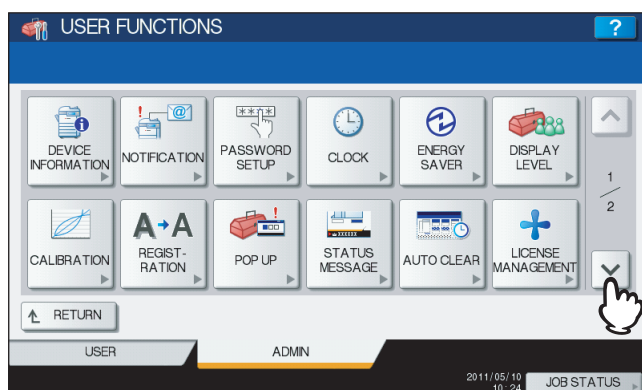 USER FUNCTIONS
?
DEVICE
INFORMATION
NOTIFICATION
****
PASSWORD
SETUP
CLOCK
ENERGY
SAVER
DISPLAY
LEVEL
1
2
CALIBRATION
A→A
REGIST-
RATION
POP UP
STATUS
MESSAGE
AUTO CLEAR
LICENSE
MANAGEMENT
RETURN
USER
ADMIN
2011/05/10
10:24
JOB STATUS